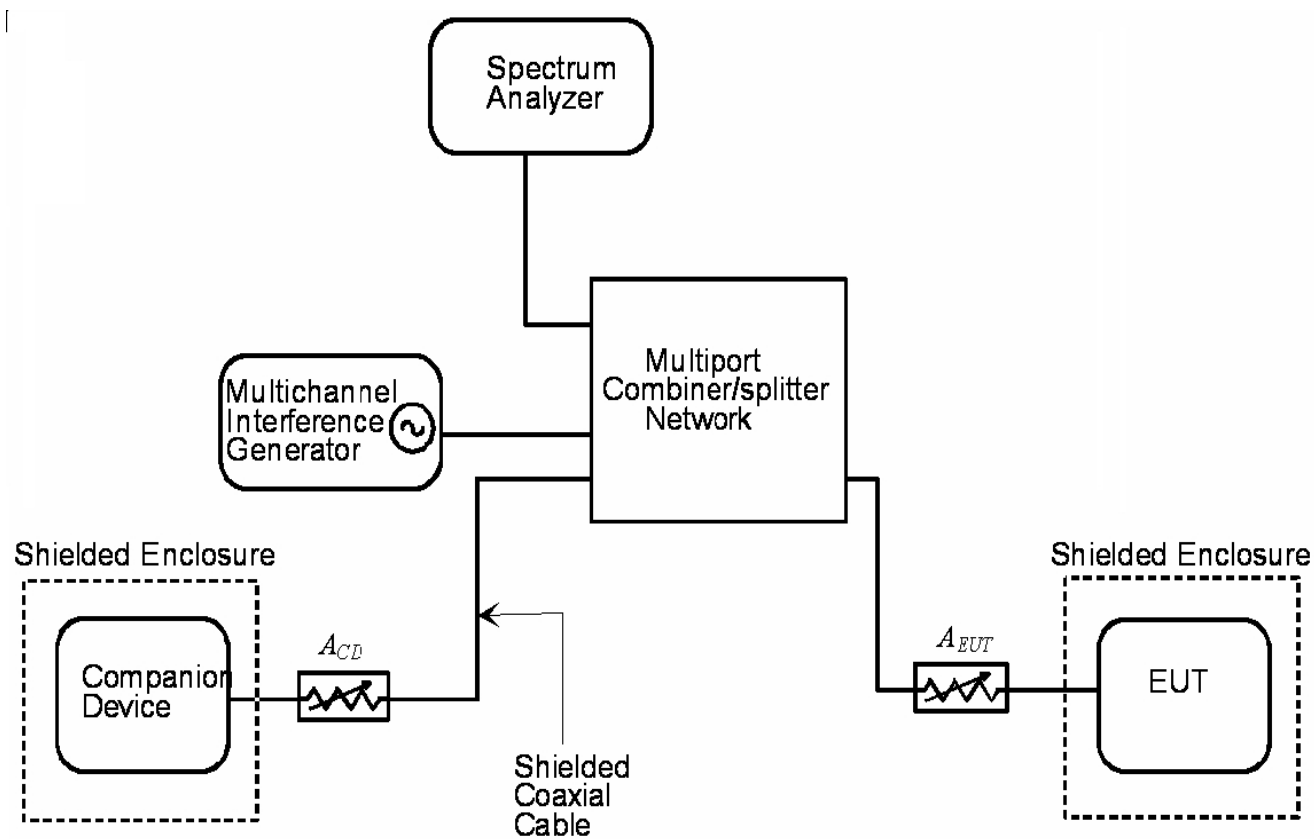 Spectrum
Analyzer
Multiport
Combiner/splitter
Network
Multichannel
Interference
Generator
Shielded Enclosure
Shielded Enclosure
Companion
Device
A_CD
A_EUT
EUT
Shielded
Coaxial
Cable